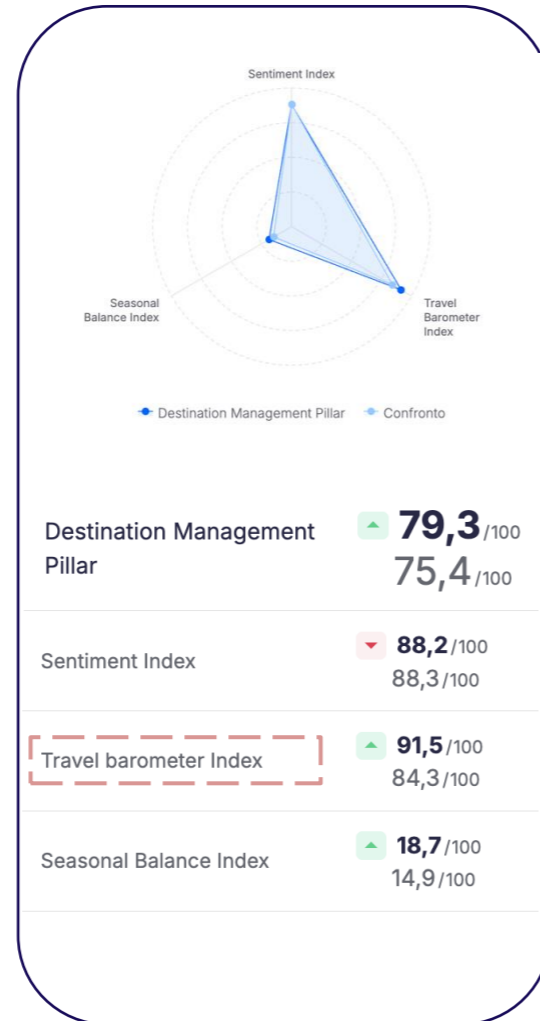 Sentiment Index
Seasonal
Balance Index
Travel
Barometer
Index
Destination Management Pillar
Confronto
Destination Management
Pillar
79,3/100
75,4/100
Sentiment Index
88,2/100
88,3/100
Travel barometer Index
91,5/100
84,3/100
Seasonal Balance Index
18,7/100
14,9/100